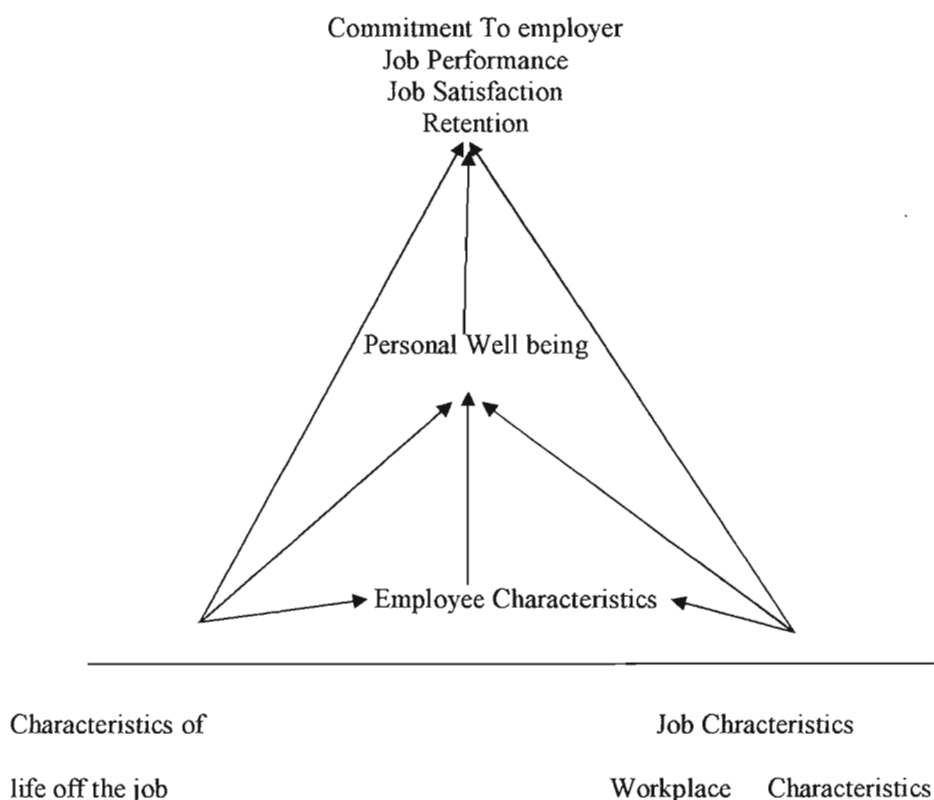 Commitment To employer
Job Performance
Job Satisfaction
Retention
Personal Well being
Employee Characteristics
Characteristics of
Job Chracteristics
life off the job
Workplace Characteristics